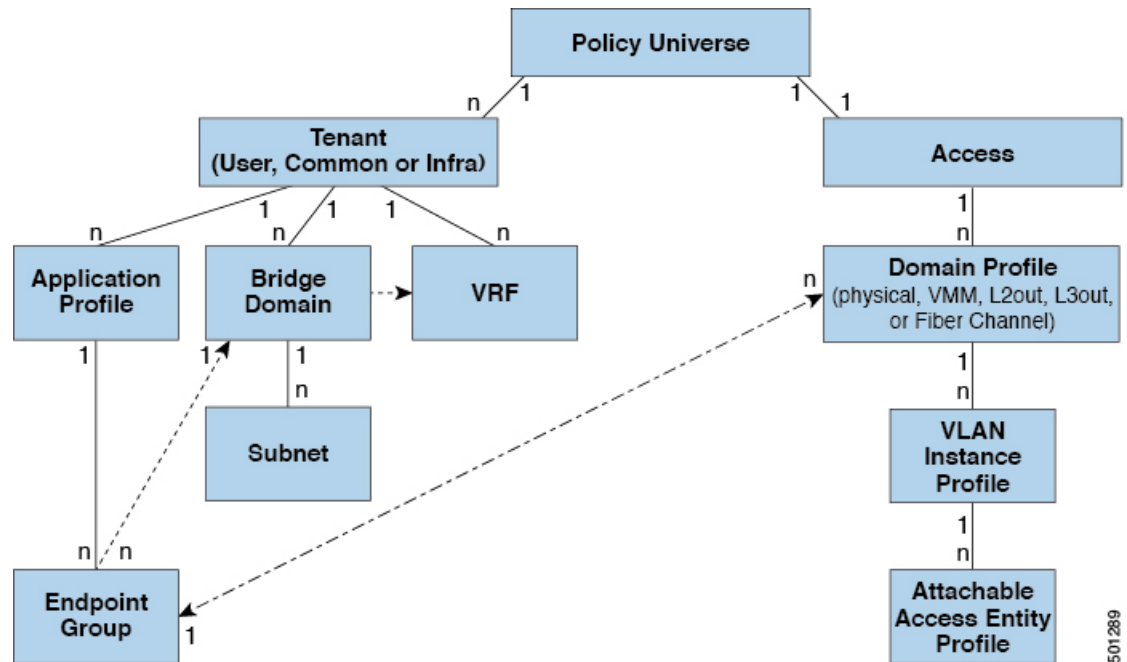 Policy Universe
n
1
1
1
Tenant
(User, Common or Infra)
Access
1
1
1
1
n
n
n
n
Application
Profile
Bridge
Domain
VRF
n
Domain Profile
(physical, VMM, L2out, L3out,
or Fiber Channel)
1
1
1
1
n
n
Subnet
VLAN
Instance
Profile
1
n
n
n
Endpoint
Group
1
Attachable
Access Entity
Profile
501289